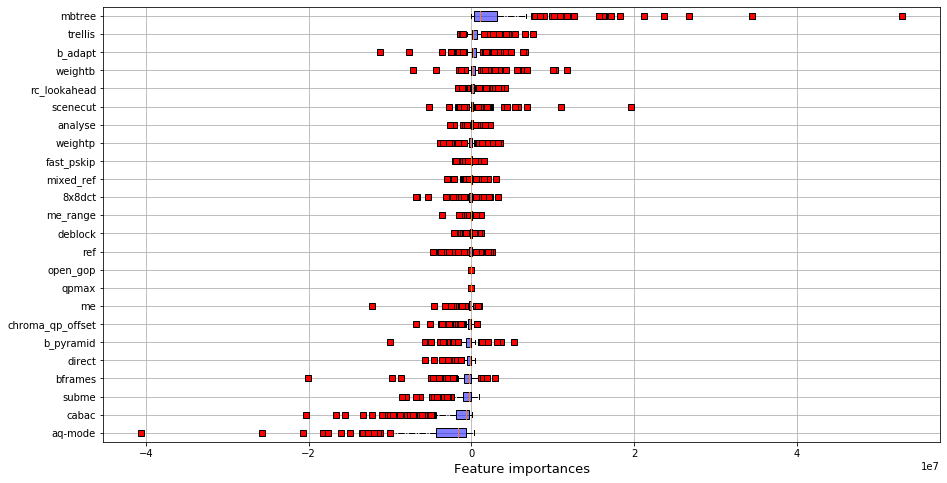 mbtree
trellis
b_adapt
weightb
rc_lookahead
scenecut
analyse
weightp
fast_pskip
mixed_ref
8x8dct
me_range
deblock
ref
open_gop
qpmax
me
chroma_qp_offset
b_pyramid
direct
bframes
subme
cabac
aq-mode
−4 −2 0 2 4
1e7
Feature importances